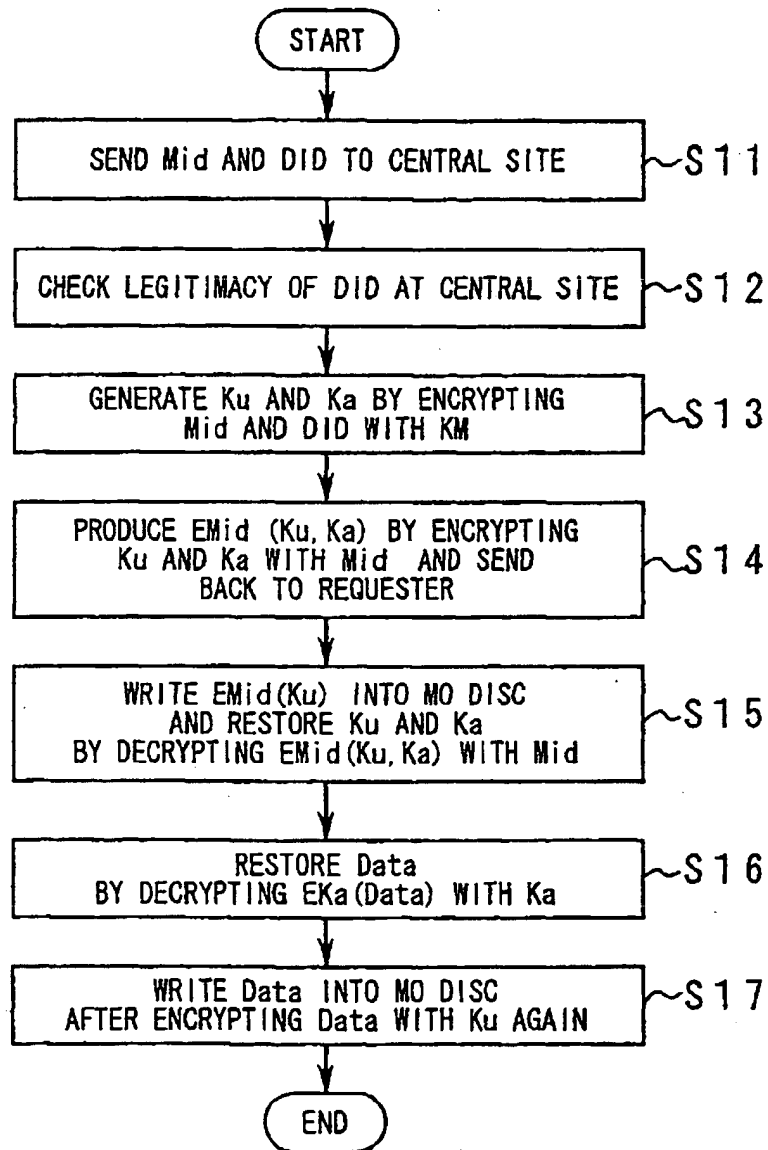 START
SEND Mid AND DID TO CENTRAL SITE
S11
CHECK LEGITIMACY OF DID AT CENTRAL SITE
S12
GENERATE Ku AND Ka BY ENCRYPTING
Mid AND DID WITH KM
S13
PRODUCE EMid (Ku, Ka) BY ENCRYPTING
Ku AND Ka WITH Mid AND SEND
BACK TO REQUESTER
S14
WRITE EMid(Ku) INTO MO DISC
AND RESTORE Ku AND Ka
BY DECRYPTING EMid(Ku, Ka) WITH Mid
S15
RESTORE Data
BY DECRYPTING EKa(Data) WITH Ka
S16
WRITE Data INTO MO DISC
AFTER ENCRYPTING Data WITH Ku AGAIN
S17
END